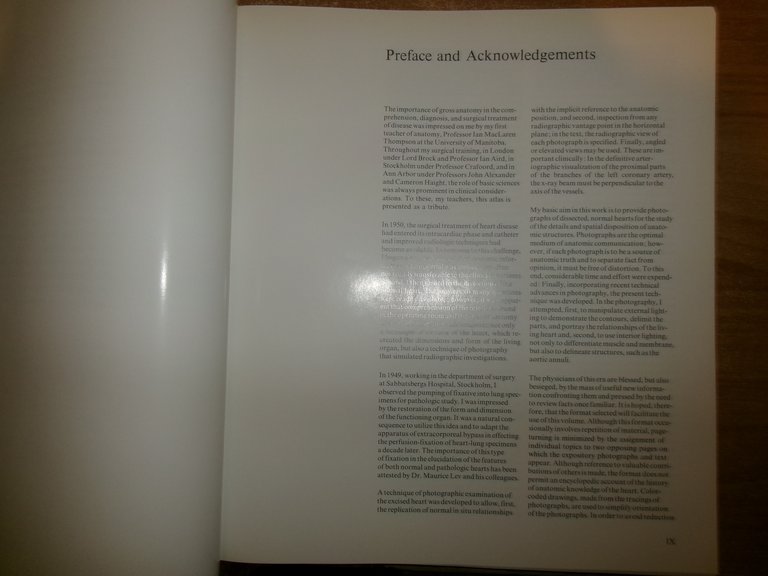 Preface and Acknowledgements
The importance of gross anatomy in the com-
prehension, diagnosis, and surgical treatment
of disease was impressed on me by my first
teacher of anatomy, Professor Ian MacLaren
Thompson at the University of Manitoba.
Throughout my surgical training, in London
under Lord Brock and Professor Ian Aird, in
Stockholm under Professor Crafoord, and in
Ann Arbor under Professors John Alexander
and Cameron Haight, the role of basic sciences
was always prominent in clinical consider-
ations. To these, my teachers, this atlas is
presented as a tribute.
In 1950, the surgical treatment of heart disease
had entered its intracardiac phase and catheter
and improved radiologic techniques had
of the heart, which re-
created the dimensions and form of the living
organ, but also a technique of photography
that simulated radiographic investigations.
In 1949, working in the department of surgery
at Sabbatsbergs Hospital, Stockholm, I
observed the pumping of fixative into lung spec-
imens for pathologic study. I was impressed
by the restoration of the form and dimension
of the functioning organ. It was a natural con-
sequence to utilize this idea and to adapt the
apparatus of extracorporeal bypass in effecting
the perfusion-fixation of heart-lung specimens
a decade later. The importance of this type
of fixation in the elucidation of the features
of both normal and pathologic hearts has been
attested by Dr. Maurice Lev and his colleagues.
A technique of photographic examination of
the excised heart was developed to allow, first,
the replication of normal in situ relationships
with the implicit reference to the anatomic
position, and second, inspection from any
radiographic vantage point in the horizontal
plane; in the text, the radiographic view of
each photograph is specified. Finally, angled
or elevated views may be used. These are im-
portant clinically: In the definitive arter-
iographic visualization of the proximal parts
of the branches of the left coronary artery,
the x-ray beam must be perpendicular to the
axis of the vessels.
My basic aim in this work is to provide photo-
graphs of dissected, normal hearts for the study
of the details and spatial disposition of anato-
mic structures. Photographs are the optimal
medium of anatomic communication; how-
ever, if each photograph is to be a source of
anatomic truth and to separate fact from
opinion, it must be free of distortion. To this
end, considerable time and effort were expend-
ed. Finally, incorporating recent technical
advances in photography, the present tech-
nique was developed. In the photography, I
attempted, first, to manipulate external light-
ing to demonstrate the contours, delimit the
parts, and portray the relationships of the liv-
ing heart and, second, to use interior lighting,
not only to differentiate muscle and membrane,
but also to delineate structures, such as the
aortic annuli.
The physicians of this era are blessed, but also
besieged, by the mass of useful new informa-
tion confronting them and pressed by the need
to review facts once familiar. It is hoped, there-
fore, that the format selected will facilitate the
use of this volume. Although this format occa-
sionally involves repetition of material, page-
turning is minimized by the assignment of
individual topics to two opposing pages on
which the expository photographs and text
appear. Although reference to valuable contri-
butions of others is made, the format does not
permit an encyclopedic account of the history
of anatomic knowledge of the heart. Color-
coded drawings, made from the tracings of
photographs, are used to simplify orientation
of the photographs. In order to avoid reduction
IX